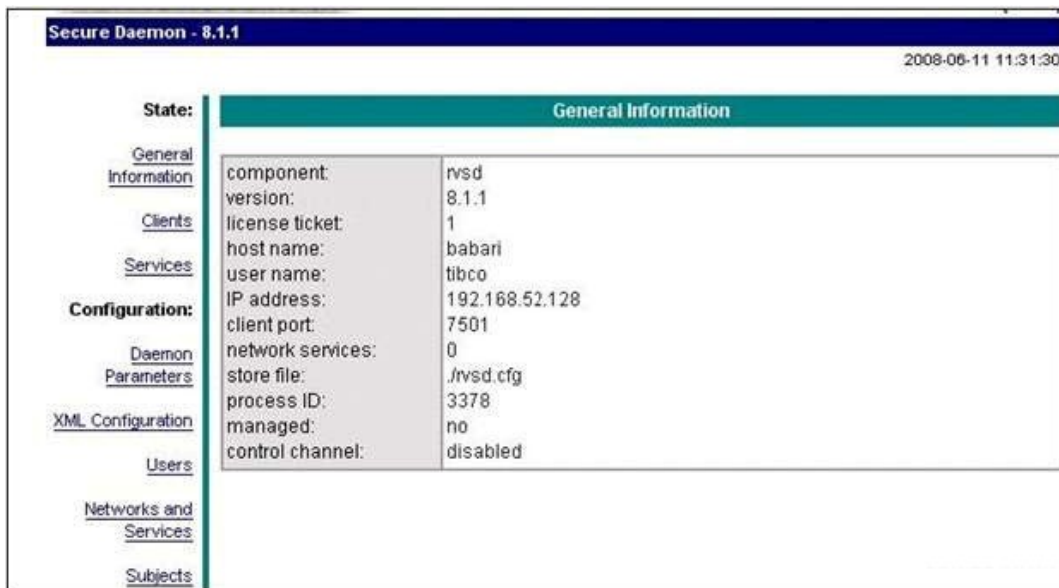 Secure Daemon - 8.1.1
2008-06-11 11:31:30
State:
General
Information
Clients
Services
Configuration:
Daemon
Parameters
XML Configuration
Users
Networks and
Services
Subjects
General Information
component: rvsd
version: 8.1.1
license ticket: 1
host name: babari
user name: tibco
IP address: 192.168.52.128
client port: 7501
network services: 0
store file: ./rvsd.cfg
process ID: 3378
managed: no
control channel: disabled